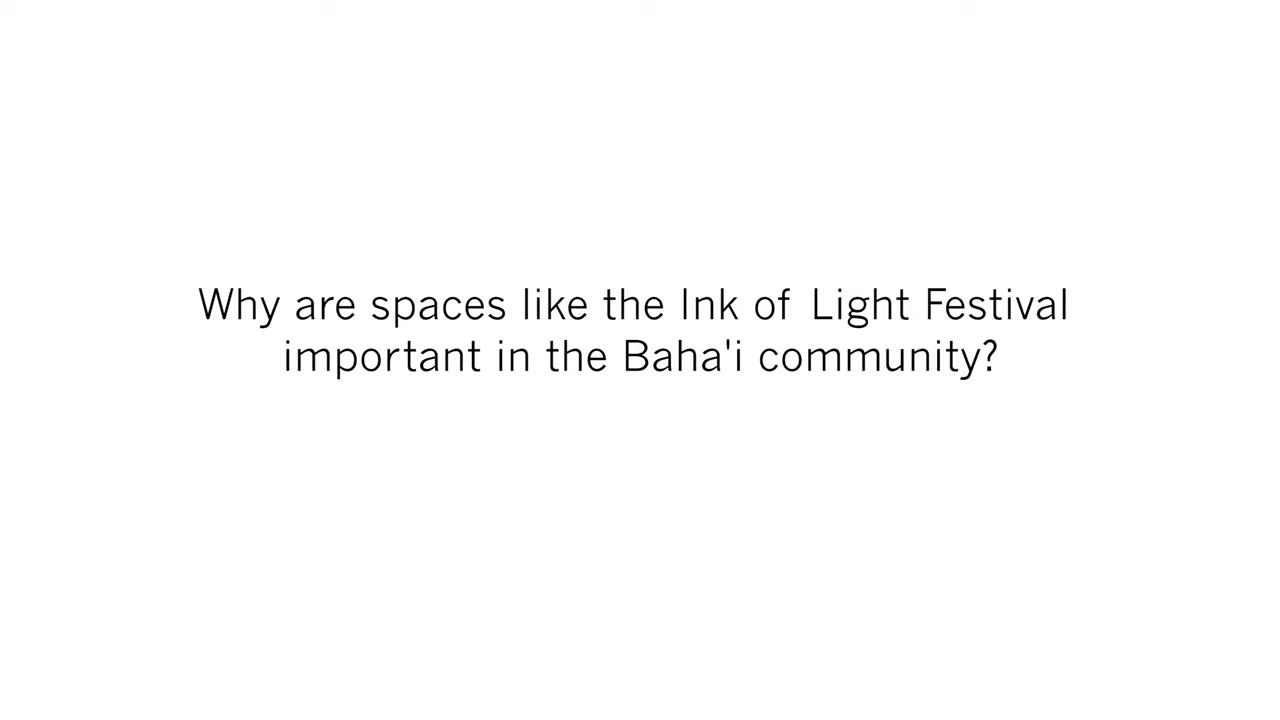 Why are spaces like the Ink of Light Festival
important in the Baha'i community?